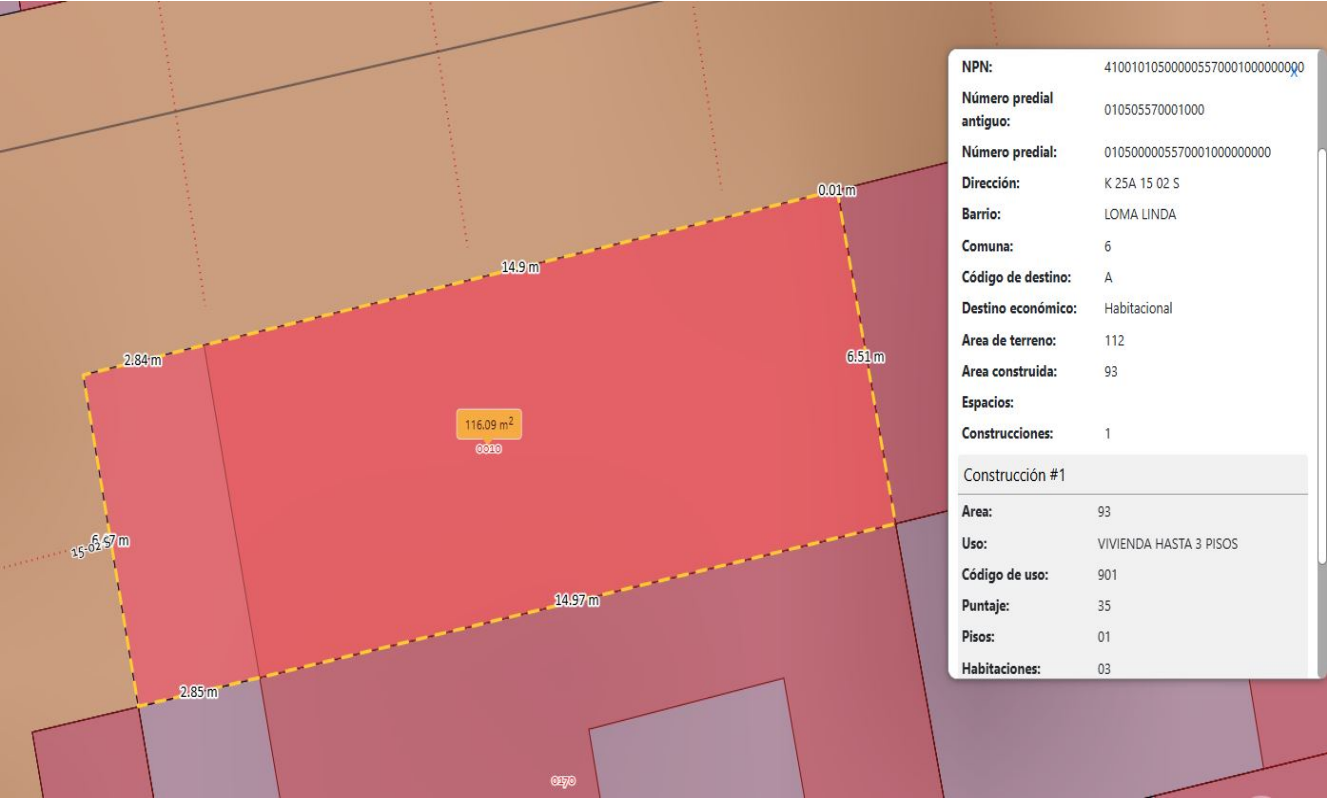 0.01 m
14.9 m
2.84 m
6.51 m
116.09 m²
0010
15-02 S
14.97 m
2.85 m
0170
NPN: 410010105000005570001000000000
X
Número predial antiguo: 010505570001000
Número predial: 0105000005570001000000000
Dirección: K 25A 15 02 S
Barrio: LOMA LINDA
Comuna: 6
Código de destino: A
Destino económico: Habitacional
Area de terreno: 112
Area construida: 93
Espacios:
Construcciones: 1
Construcción #1
Area: 93
Uso: VIVIENDA HASTA 3 PISOS
Código de uso: 901
Puntaje: 35
Pisos: 01
Habitaciones: 03